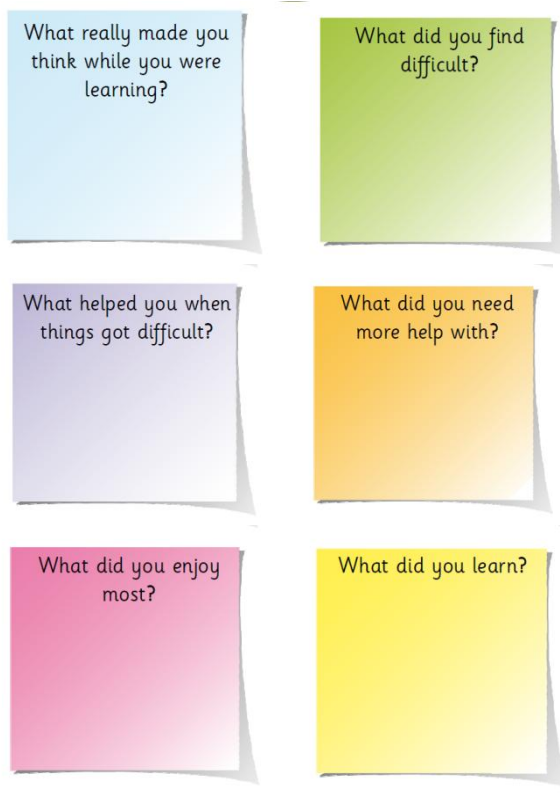 What really made you
think while you were
learning?
What did you find
difficult?
What helped you when
things got difficult?
What did you need
more help with?
What did you enjoy
most?
What did you learn?